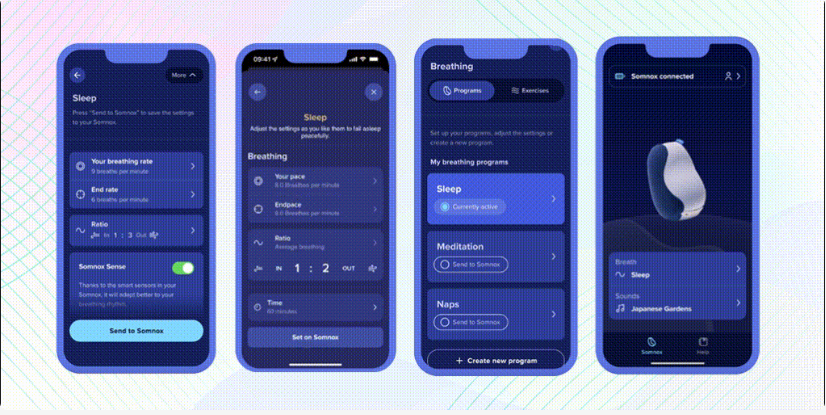 More
Sleep
Press "Send to Somnox" to save the settings
to your Somnox.
Your breathing rate
9 breaths per minute
End rate
6 breaths per minute
Ratio
In 1 : 3 Out
Somnox Sense
Thanks to the smart sensors in your
Somnox, it will adapt better to your
breathing rhythm.
Send to Somnox
09:41
Sleep
Adjust the settings as you like them to fall asleep
peacefully.
Breathing
Your pace
Breathes per minute
Endpace
Breathes per minute
Ratio
Average breathing
IN 1 : 2 OUT
Time
60 minutes
Set on Somnox
Breathing
Programs Exercises
Set up your programs, adjust the settings or
create a new program.
My breathing programs
Sleep
Currently active
Meditation
Send to Somnox
Naps
Send to Somnox
+ Create new program
Somnox connected
Breath
Sleep
Sounds
Japanese Gardens
Somnox Help